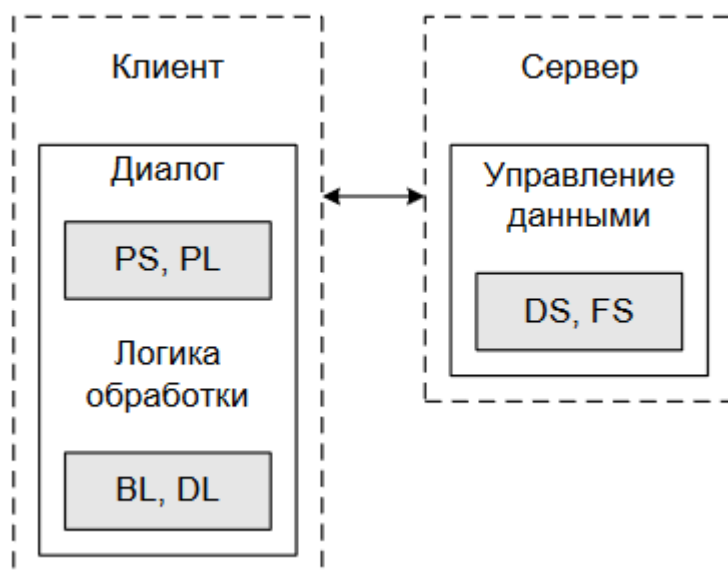 Клиент
Диалог
PS, PL
Логика
обработки
BL, DL
Сервер
Управление
данными
DS, FS